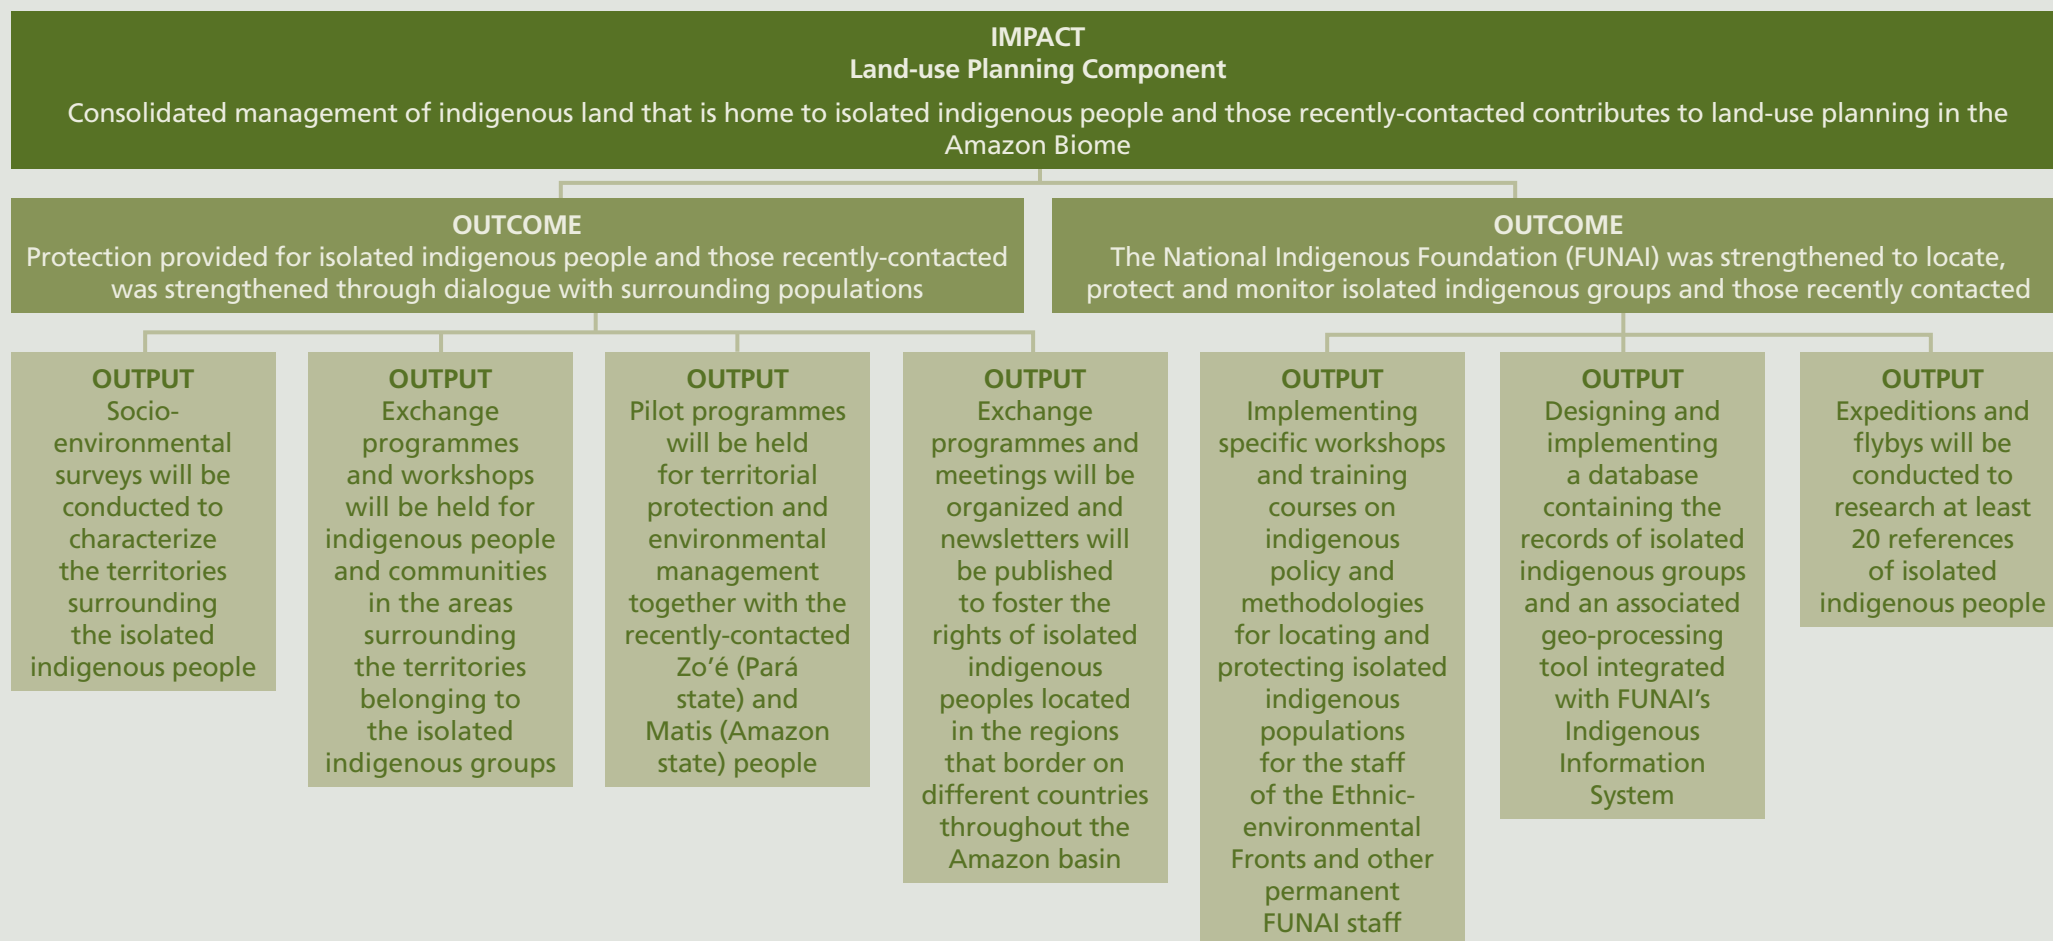 IMPACT
Land-use Planning Component
Consolidated management of indigenous land that is home to isolated indigenous people and those recently-contacted contributes to land-use planning in the
Amazon Biome
OUTCOME
Protection provided for isolated indigenous people and those recently-contacted
was strengthened through dialogue with surrounding populations
OUTCOME
The National Indigenous Foundation (FUNAI) was strengthened to locate,
protect and monitor isolated indigenous groups and those recently contacted
OUTPUT
Socio-
environmental
surveys will be
conducted to
characterize
the territories
surrounding
the isolated
indigenous people
OUTPUT
Exchange
programmes
and workshops
will be held for
indigenous people
and communities
in the areas
surrounding
the territories
belonging to
the isolated
indigenous groups
OUTPUT
Pilot programmes
will be held
for territorial
protection and
environmental
management
together with the
recently-contacted
Zo’é (Pará
state) and
Matis (Amazon
state) people
OUTPUT
Exchange
programmes and
meetings will be
organized and
newsletters will
be published
to foster the
rights of isolated
indigenous
peoples located
in the regions
that border on
different countries
throughout the
Amazon basin
OUTPUT
Implementing
specific workshops
and training
courses on
indigenous
policy and
methodologies
for locating and
protecting isolated
indigenous
populations
for the staff
of the Ethnic-
environmental
Fronts and other
permanent
FUNAI staff
OUTPUT
Designing and
implementing
a database
containing the
records of isolated
indigenous groups
and an associated
geo-processing
tool integrated
with FUNAI’s
Indigenous
Information
System
OUTPUT
Expeditions and
flybys will be
conducted to
research at least
20 references
of isolated
indigenous people